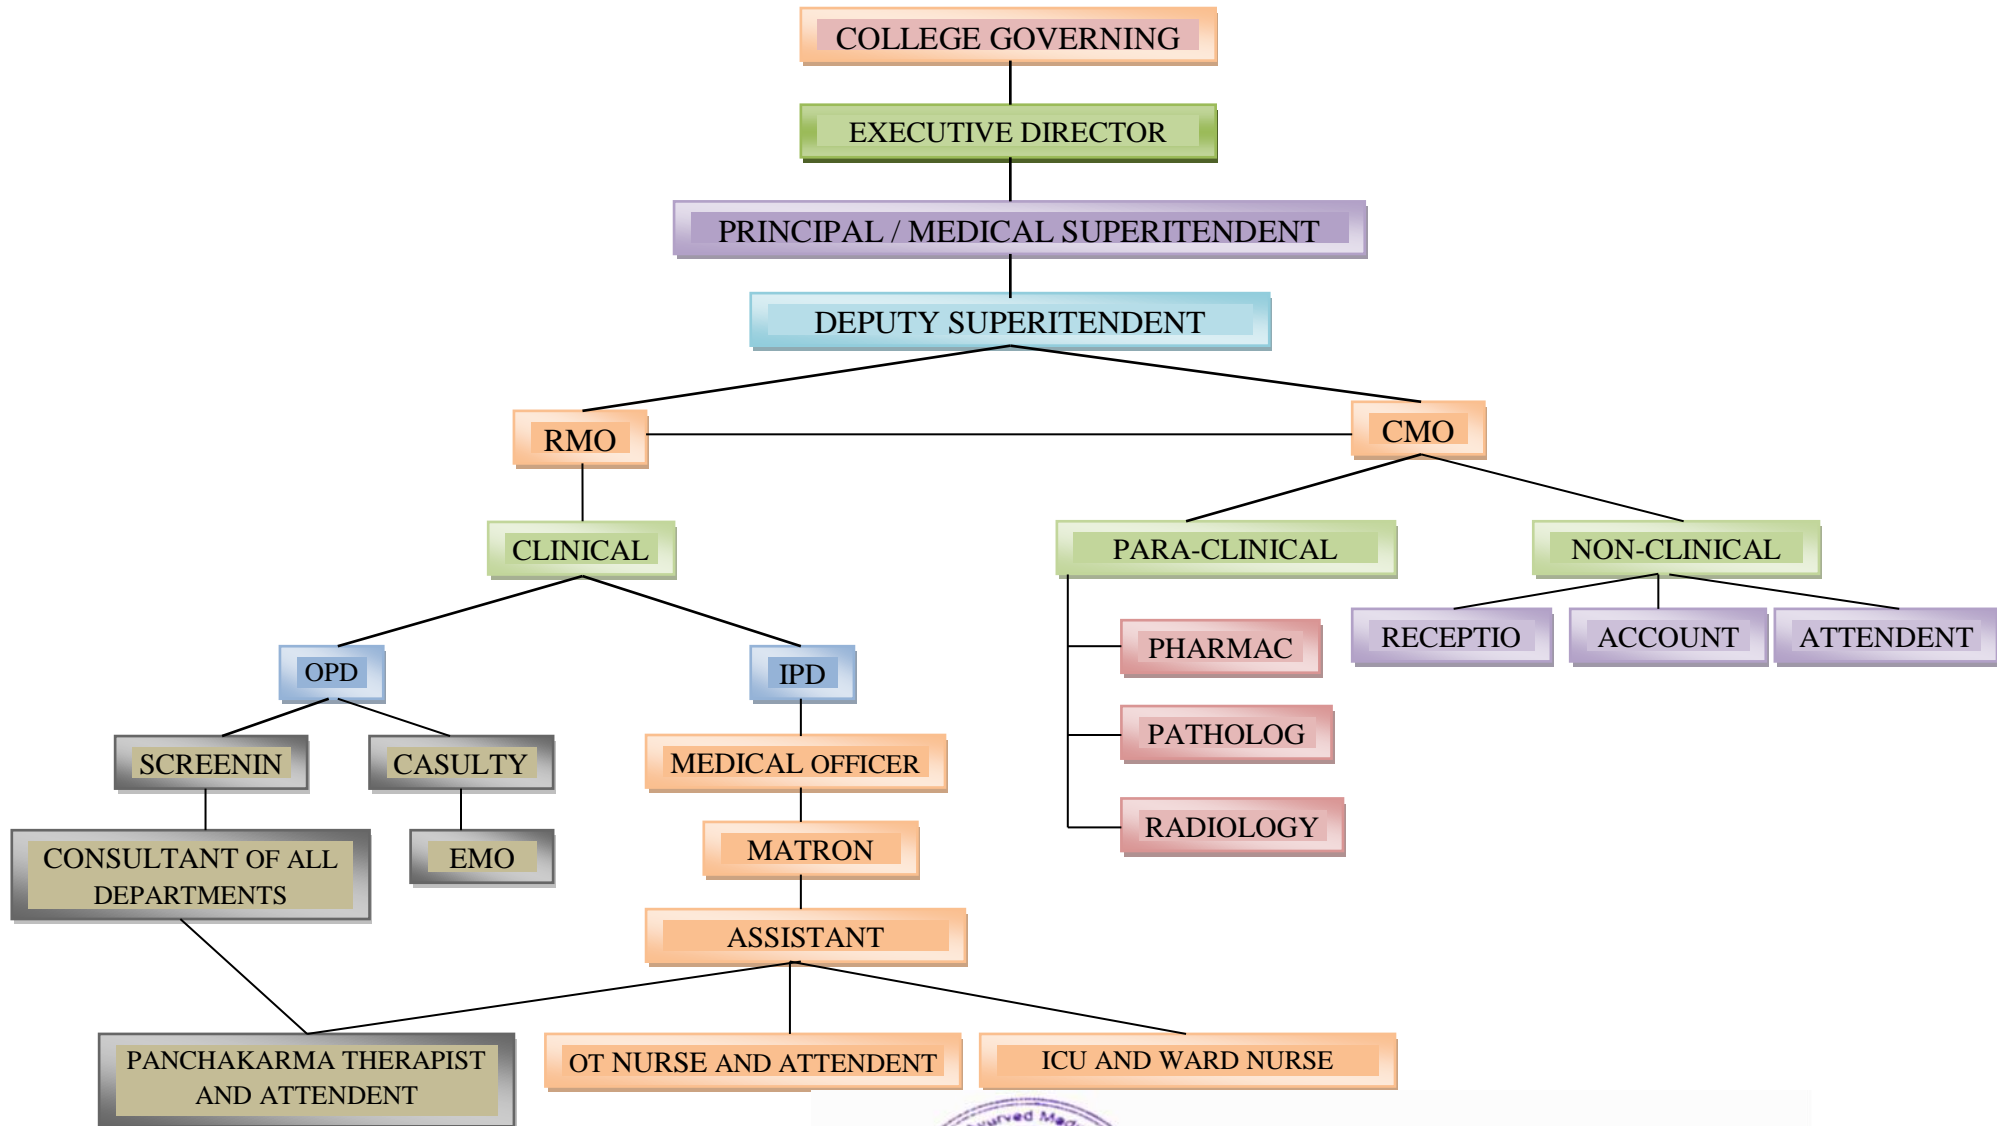 COLLEGE GOVERNING
EXECUTIVE DIRECTOR
PRINCIPAL / MEDICAL SUPERITENDENT
DEPUTY SUPERITENDENT
RMO
CMO
CLINICAL
PARA-CLINICAL
NON-CLINICAL
OPD
IPD
PHARMAC
RECEPTIO
ACCOUNT
ATTENDENT
SCREENIN
CASULTY
MEDICAL OFFICER
PATHOLOG
CONSULTANT OF ALL
DEPARTMENTS
EMO
MATRON
RADIOLOGY
ASSISTANT
PANCHAKARMA THERAPIST
AND ATTENDENT
OT NURSE AND ATTENDENT
ICU AND WARD NURSE